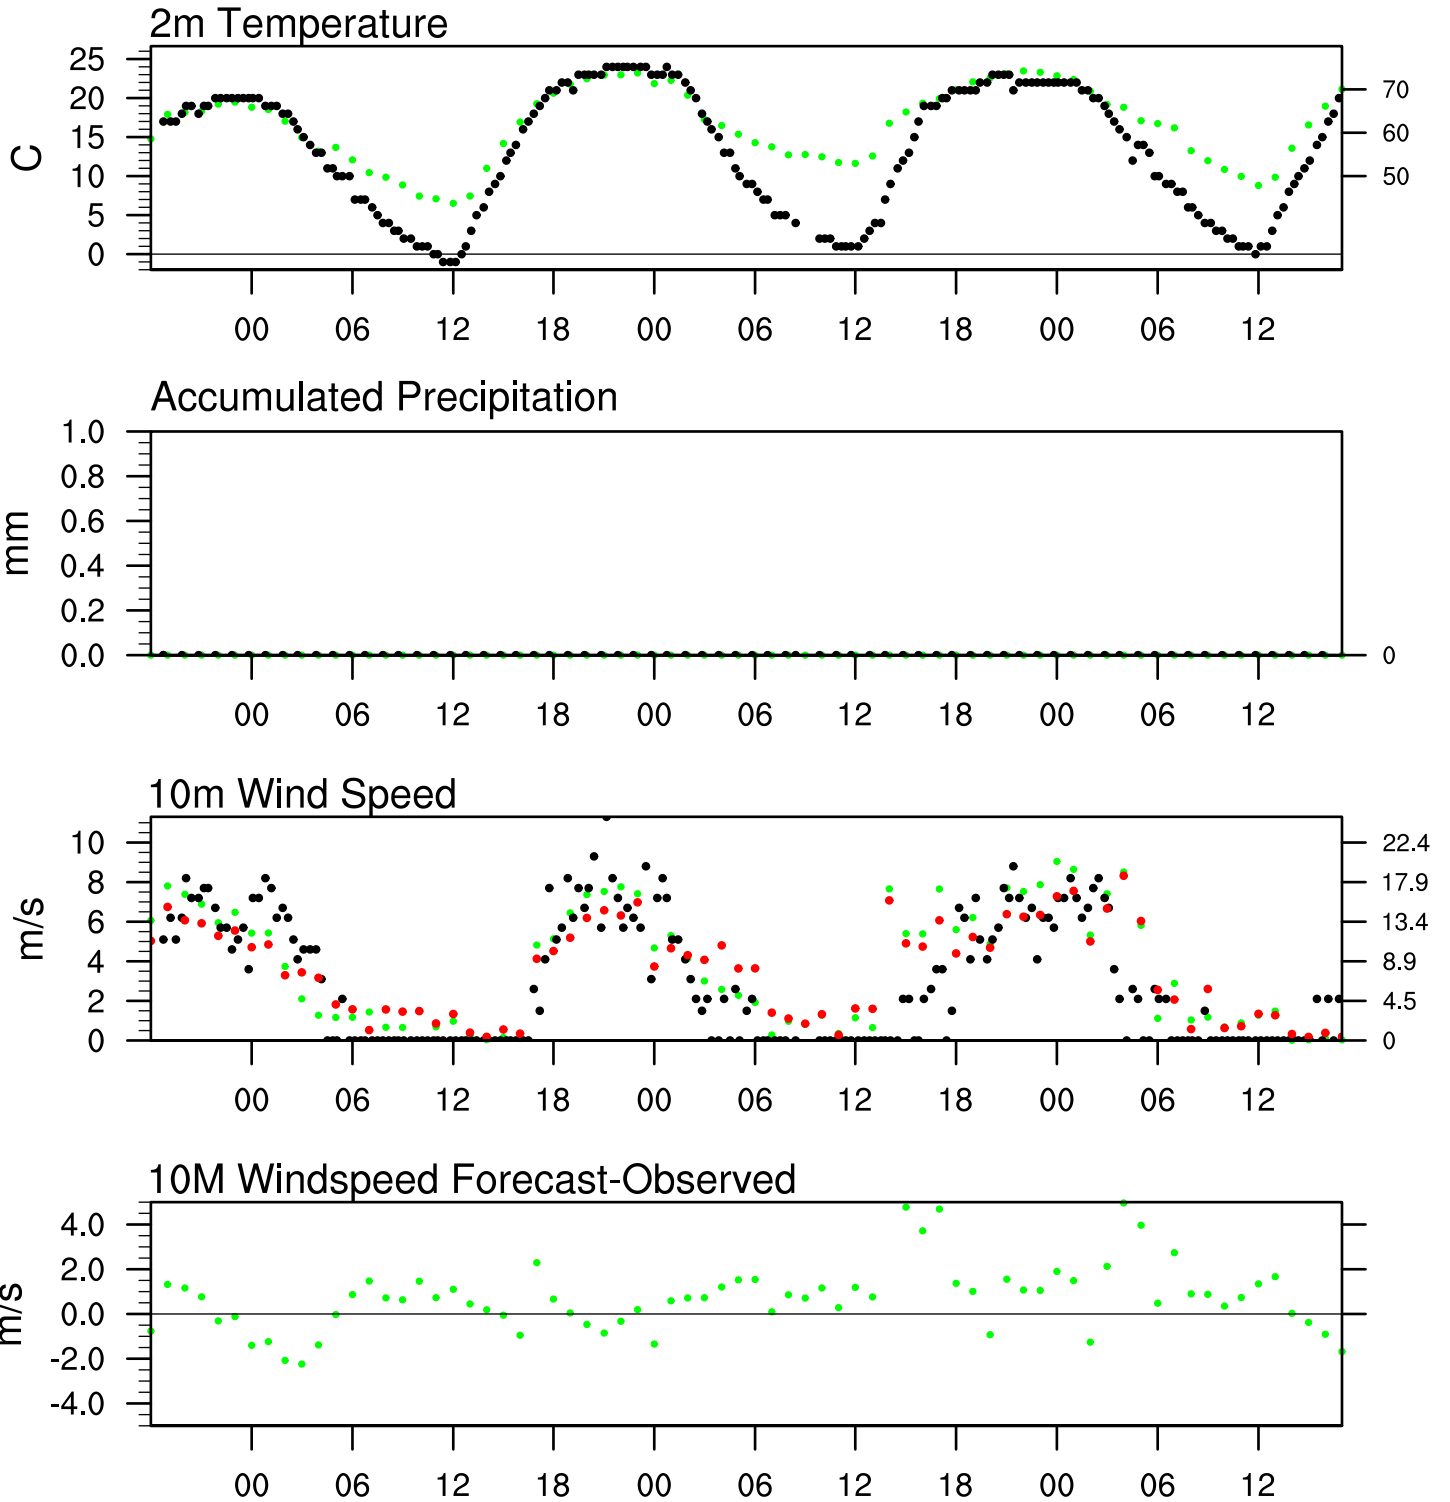 2m Temperature
25
20
15
10
5
0
C
70
60
50
00 06 12 18 00 06 12 18 00 06 12
Accumulated Precipitation
1.0
0.8
0.6
0.4
0.2
0.0
mm
0
00 06 12 18 00 06 12 18 00 06 12
10m Wind Speed
10
8
6
4
2
0
m/s
22.4
17.9
13.4
8.9
4.5
0
00 06 12 18 00 06 12 18 00 06 12
10M Windspeed Forecast-Observed
4.0
2.0
0.0
-2.0
-4.0
m/s
00 06 12 18 00 06 12 18 00 06 12